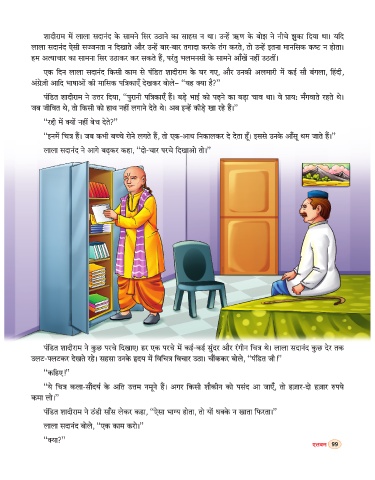 शादीराम में लाला सदानंद के सामने सिर उठाने का साहस न था। उन्हें ऋण के बोझ ने नीचे झुका दिया था। यदि
लाला सदानंद ऐसी सज्जनता न दिखाते और उन्हें बार-बार तगादा करके तंग करते, तो उन्हें इतना मानसिक कष्ट न होता।
हम अत्याचार का सामना सिर उठाकर कर सकते हैं, परंतु भलमनसी के सामने आँखें नहीं उठतीं।
एक दिन लाला सदानंद किसी काम से पंडित शादीराम के घर गए, और उनकी अलमारी में कई सौ बंगला, हिंदी,
अंग्रेज़ी आदि भाषाओं की मासिक पत्रिकाएँ देखकर बोले– “यह क्या है?”
पंडित शादीराम ने उत्तर दिया, “पुरानी पत्रिकाएँ हैं। बड़े भाई को पढ़ने का बड़ा चाव था। वे प्रायः मँगवाते रहते थे।
जब जीवित थे, तो किसी को हाथ नहीं लगाने देते थे। अब इन्हें कीड़े खा रहे हैं।”
“रद्दी में क्यों नहीं बेच देते?”
“इनमें चित्र हैं। जब कभी बच्चे रोने लगते हैं, तो एक-आध निकालकर दे देता हूँ। इससे उनके आँसू थम जाते हैं।”
लाला सदानंद ने आगे बढ़कर कहा, “दो-चार परचे दिखाओ तो।”
पंडित शादीराम ने कुछ परचे दिखाए। हर एक परचे में कई-कई सुंदर और रंगीन चित्र थे। लाला सदानंद कुछ देर तक
उलट-पलटकर देखते रहे। सहसा उनके हृदय में विचित्र विचार उठा। चौंककर बोले, “पंडित जी!”
“कहिए!”
“ये चित्र कला-सौंदर्य के अति उत्तम नमूने हैं। अगर किसी शौकीन को पसंद आ जाएँ, तो हज़ार-दो हज़ार रुपये
कमा लो।”
पंडित शादीराम ने ठंडी साँस लेकर कहा, “ऐसा भाग्य होता, तो यों धक्के न खाता फिरता।”
लाला सदानंद बोले, “एक काम करो।”
“क्या?”
99